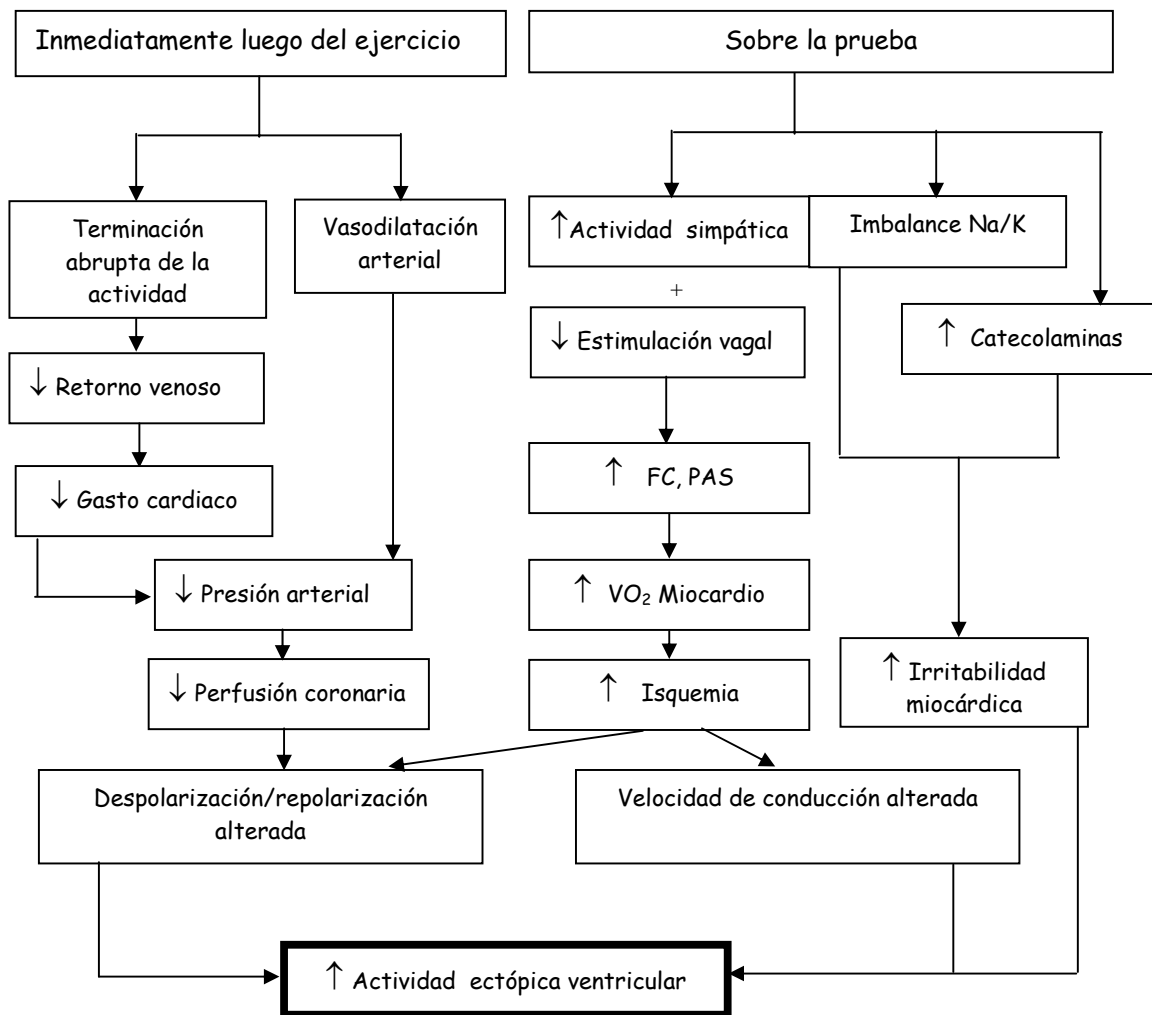 Inmediatamente luego del ejercicio
Sobre la prueba
Terminación
abrupta de la
actividad
Vasodilatación
arterial
↑Actividad simpática
Imbalance Na/K
+
↓ Estimulación vagal
↑ Catecolaminas
↓ Retorno venoso
↑ FC, PAS
↓ Gasto cardiaco
↓ Presión arterial
↑ VO₂ Miocardio
↓ Perfusión coronaria
↑ Isquemia
↑ Irritabilidad
miocárdica
Despolarización/repolarización
alterada
Velocidad de conducción alterada
↑ Actividad ectópica ventricular